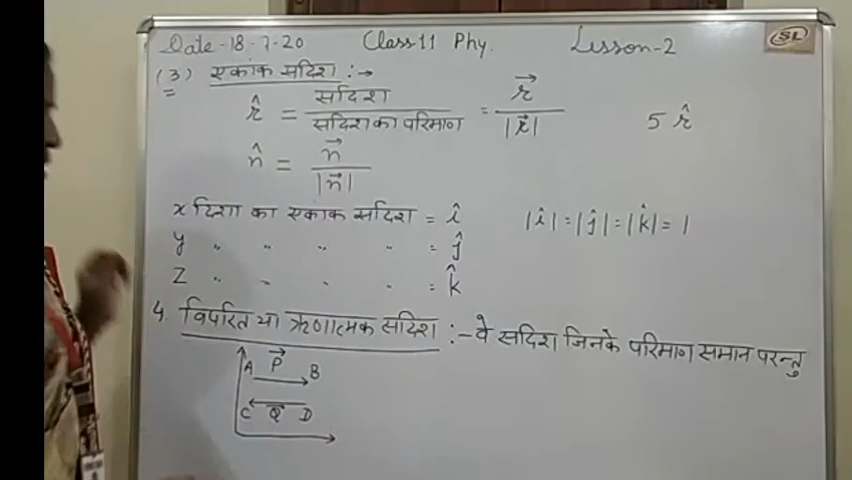 Date-18-7-20 Class-11 Phy. Lesson-2 SL
(3) एकांक सदिश :→
r̂ = सदिश / सदिश का परिमाण = r⃗ / |r⃗| 5 r̂
n̂ = n⃗ / |n⃗|
x दिशा का एकांक सदिश = î |î| = |ĵ| = |k̂| = 1
y " " " " = ĵ
Z " " " " = k̂
4. विपरित या ऋणात्मक सदिश :- वे सदिश जिनके परिमाण समान परन्तु
A P⃗ B
C Q⃗ D